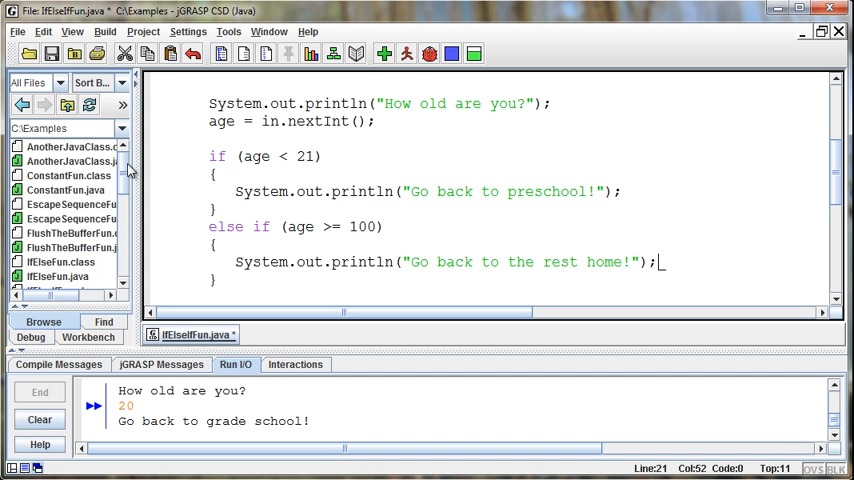 File: IfElseIfFun.java * C:\Examples - jGRASP CSD (Java)
File Edit View Build Project Settings Tools Window Help
All Files Sort B...
C:\Examples
AnotherJavaClass.c
AnotherJavaClass.ja
ConstantFun.class
ConstantFun.java
EscapeSequenceFu
EscapeSequenceFu
FlushTheBufferFun.c
FlushTheBufferFun.j
IfElseFun.class
IfElseFun.java
Browse Find
Debug Workbench
System.out.println("How old are you?");
age = in.nextInt();
if (age < 21)
{
System.out.println("Go back to preschool!");
}
else if (age >= 100)
{
System.out.println("Go back to the rest home!");
}
IfElseIfFun.java *
Compile Messages jGRASP Messages Run I/O Interactions
End
Clear
Help
How old are you?
20
Go back to grade school!
Line:21 Col:52 Code:0 Top:11 OVS BLK